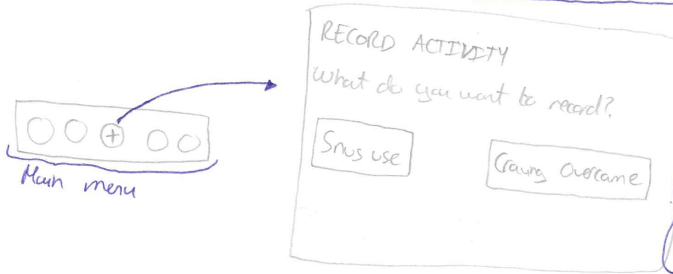 RECORD ACTIVITY
What do you want to record?
Snus use
Craving Overcame
+
Main menu